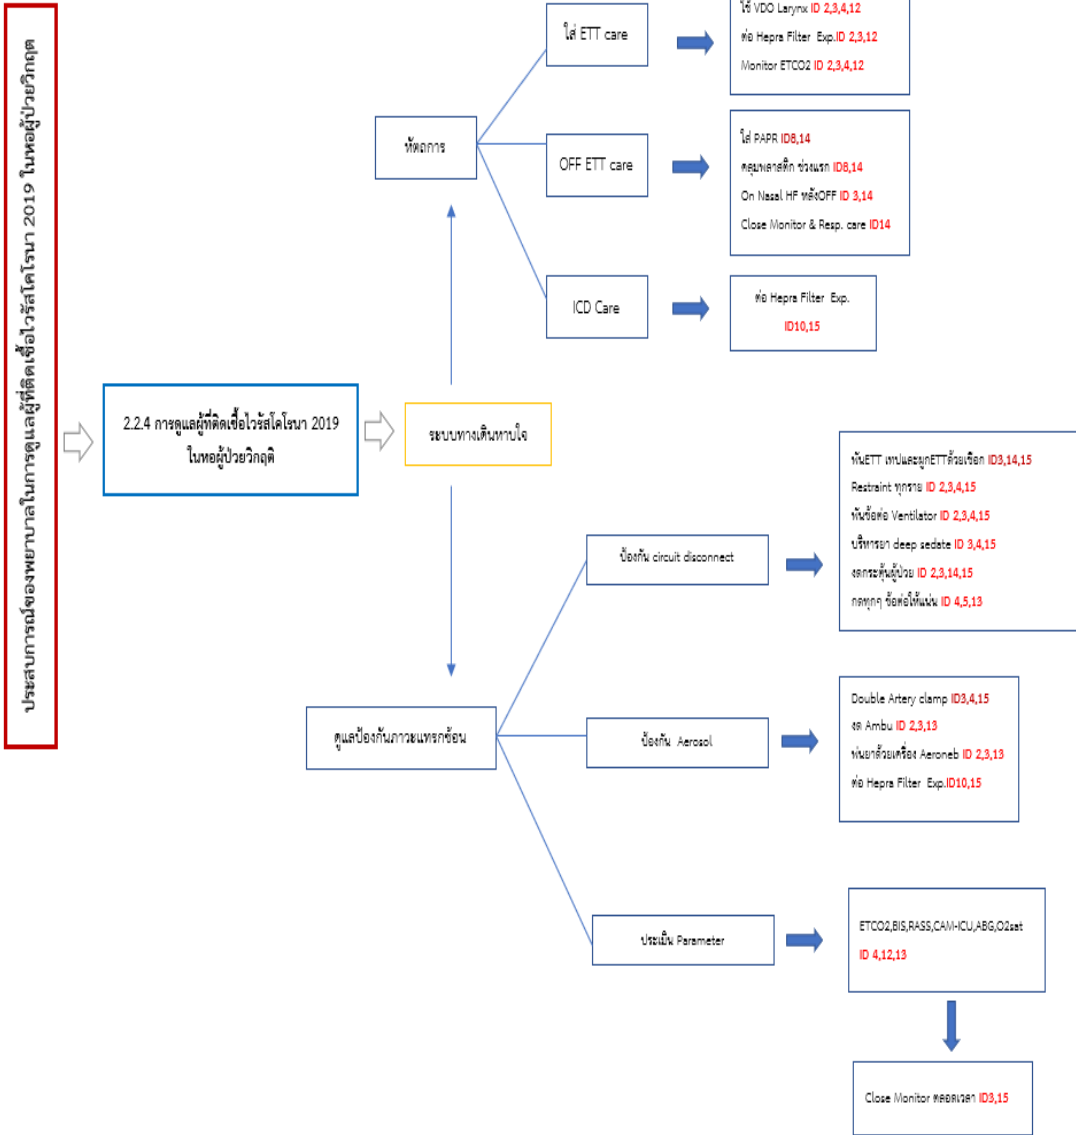 ประสบการณ์ของพยาบาลในการดูแลผู้ที่ติดเชื้อไวรัสโคโรนา 2019 ในหอผู้ป่วยวิกฤต
2.2.4 การดูแลผู้ที่ติดเชื้อไวรัสโคโรนา 2019
ในหอผู้ป่วยวิกฤติ
ระบบทางเดินหายใจ
หัตถการ
ใส่ ETT care
ใช้ VDO Larynx ID 2,3,4,12
ต่อ Hepra Filter Exp.ID 2,3,12
Monitor ETCO2 ID 2,3,4,12
OFF ETT care
ใส่ PAPR ID8,14
คลุมพลาสติก ช่วงแรก ID8,14
On Nasal HF หลังOFF ID 3,14
Close Monitor & Resp. care ID14
ICD Care
ต่อ Hepra Filter Exp.
ID10,15
ดูแลป้องกันภาวะแทรกซ้อน
ป้องกัน circuit disconnect
พันETT เทปและผูกETTด้วยเชือก ID3,14,15
Restraint ทุกราย ID 2,3,4,15
พันข้อต่อ Ventilator ID 2,3,4,15
บริหารยา deep sedate ID 3,4,15
งดกระตุ้นผู้ป่วย ID 2,3,14,15
กดทุกๆ ข้อต่อให้แน่น ID 4,5,13
ป้องกัน Aerosol
Double Artery clamp ID3,4,15
งด Ambu ID 2,3,13
พ่นยาด้วยเครื่อง Aeroneb ID 2,3,13
ต่อ Hepra Filter Exp.ID10,15
ประเมิน Parameter
ETCO2,BIS,RASS,CAM-ICU,ABG,O2sat
ID 4,12,13
Close Monitor ตลอดเวลา ID3,15